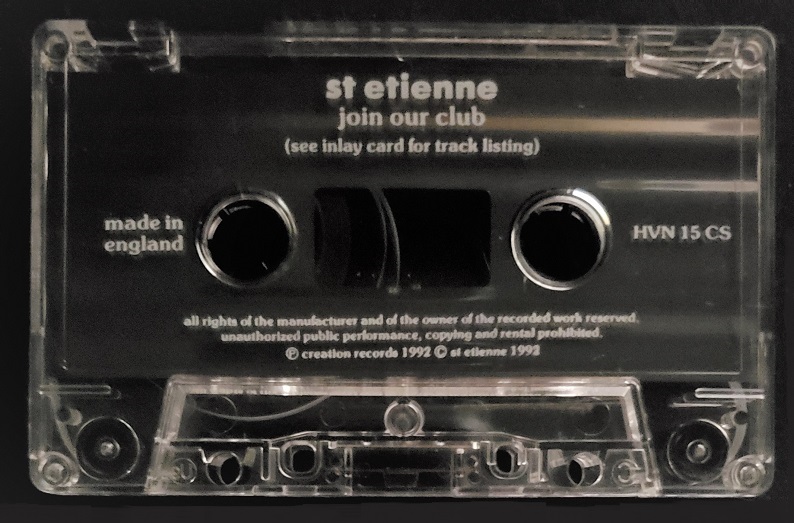 st etienne
join our club
(see inlay card for track listing)
made in
england
HVN 15 CS
all rights of the manufacturer and of the owner of the recorded work reserved.
unauthorized public performance, copying and rental prohibited.
℗ creation records 1992 © st etienne 1992